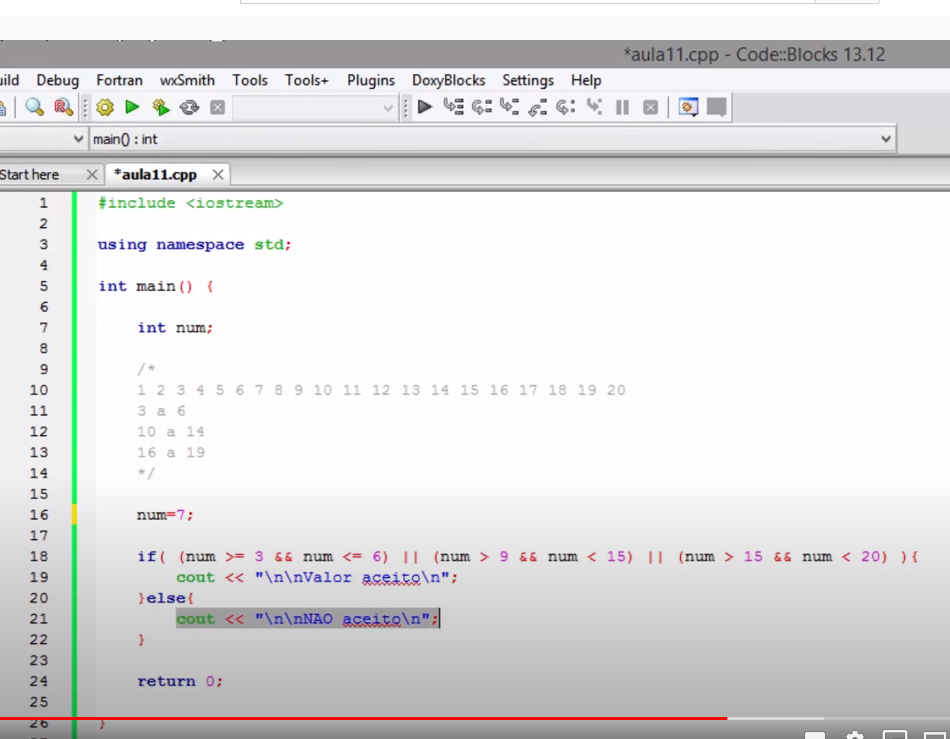 *aula11.cpp - Code::Blocks 13.12
Debug Fortran wxSmith Tools Tools+ Plugins DoxyBlocks Settings Help
main() : int
Start here *aula11.cpp
1 #include <iostream>
2
3 using namespace std;
4
5 int main() {
6
7 int num;
8
9 /*
10 1 2 3 4 5 6 7 8 9 10 11 12 13 14 15 16 17 18 19 20
11 3 a 6
12 10 a 14
13 16 a 19
14 */
15
16 num=7;
17
18 if( (num >= 3 && num <= 6) || (num > 9 && num < 15) || (num > 15 && num < 20) ){
19 cout << "\n\nValor aceito\n";
20 }else{
21 cout << "\n\nNAO aceito\n";
22 }
23
24 return 0;
25
26 }